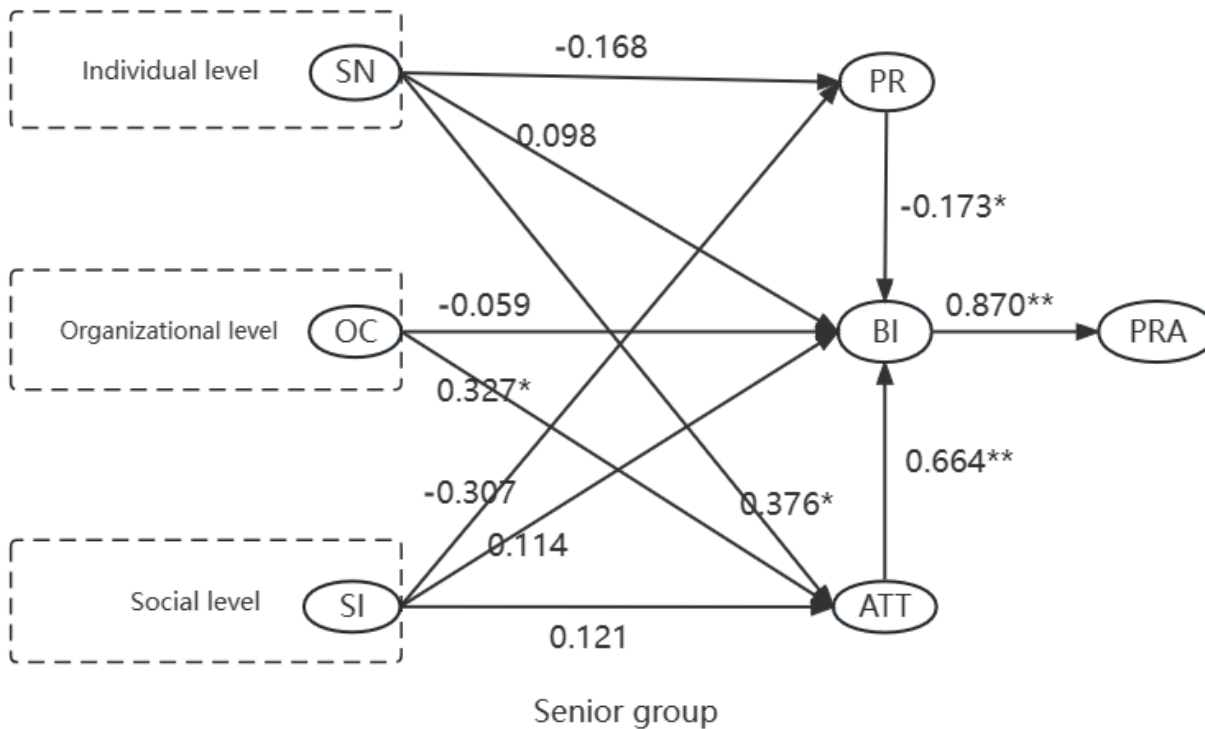 -0.168
Individual level
SN
PR
0.098
-0.173*
-0.059
0.870**
Organizational level
OC
BI
PRA
0.327*
0.664**
-0.307
0.376*
0.114
Social level
SI
ATT
0.121
Senior group